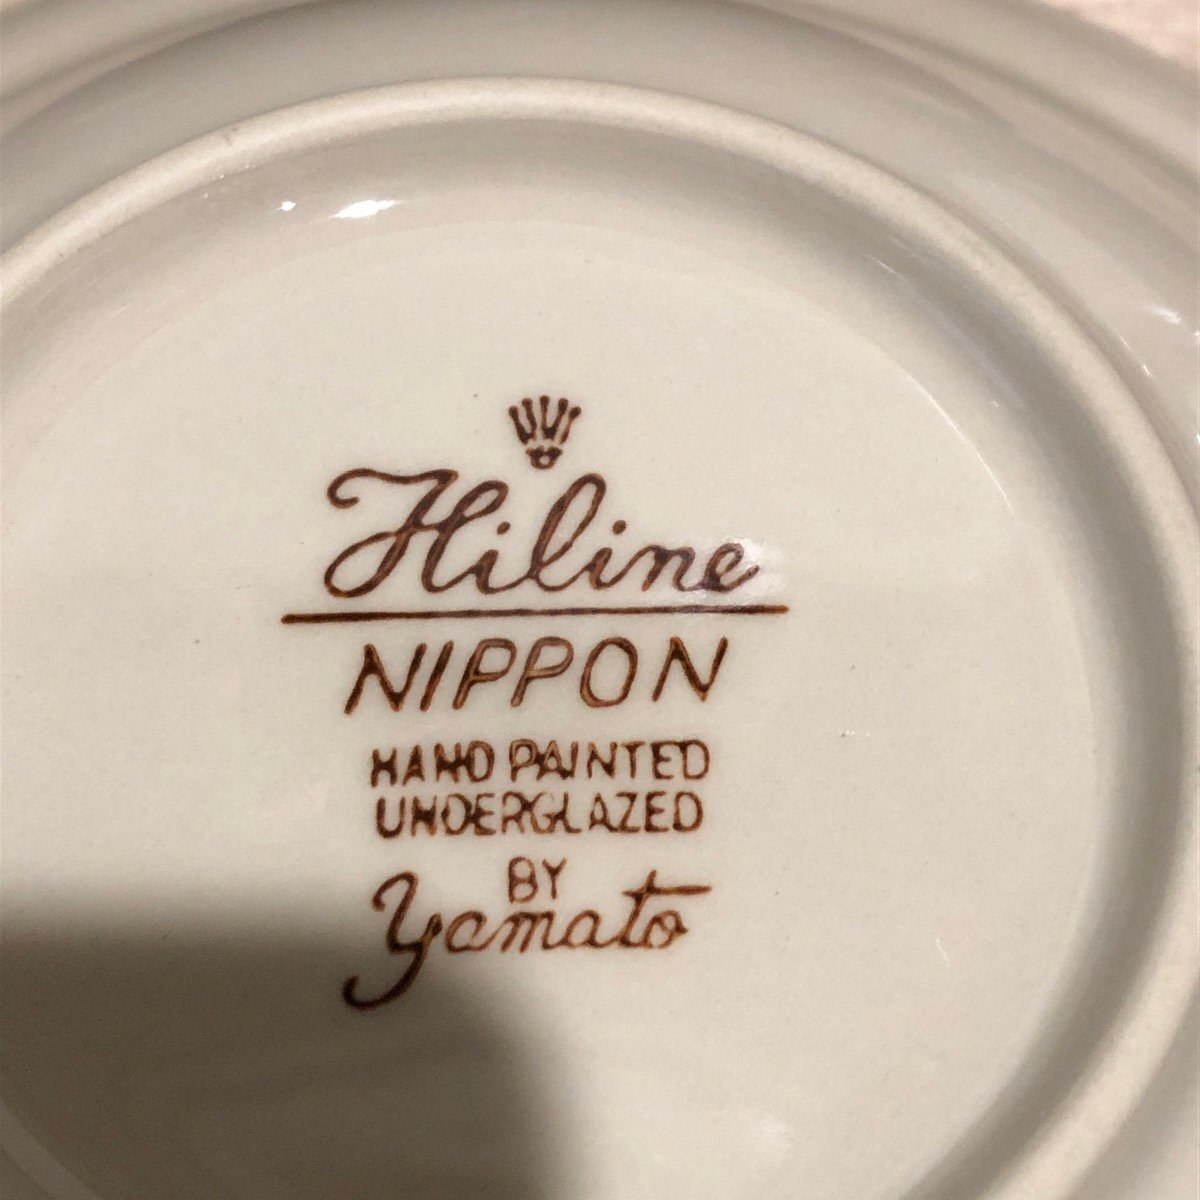 Hiline
NIPPON
HAND PAINTED
UNDERGLAZED
BY
Yamato